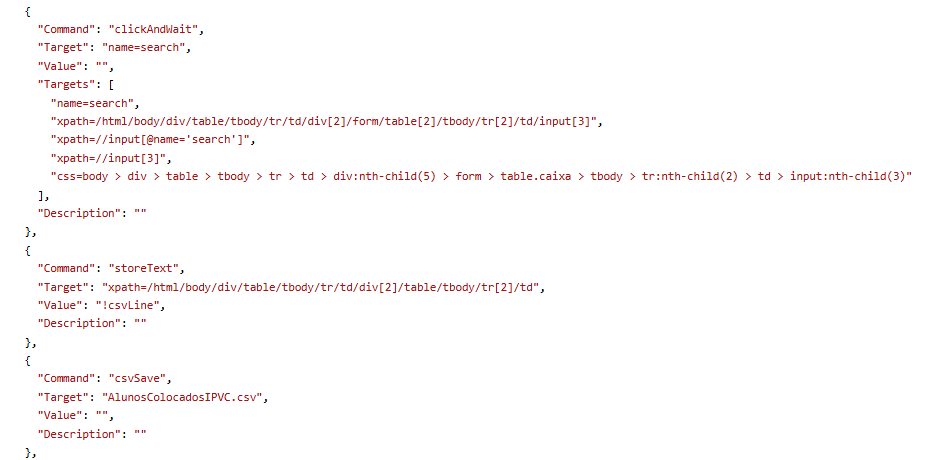 {
"Command": "clickAndWait",
"Target": "name=search",
"Value": "",
"Targets": [
"name=search",
"xpath=/html/body/div/table/tbody/tr/td/div[2]/form/table[2]/tbody/tr[2]/td/input[3]",
"xpath=//input[@name='search']",
"xpath=//input[3]",
"css=body > div > table > tbody > tr > td > div:nth-child(5) > form > table.caixa > tbody > tr:nth-child(2) > td > input:nth-child(3)"
],
"Description": ""
},
{
"Command": "storeText",
"Target": "xpath=/html/body/div/table/tbody/tr/td/div[2]/table/tbody/tr[2]/td",
"Value": "!csvLine",
"Description": ""
},
{
"Command": "csvSave",
"Target": "AlunosColocadosIPVC.csv",
"Value": "",
"Description": ""
},